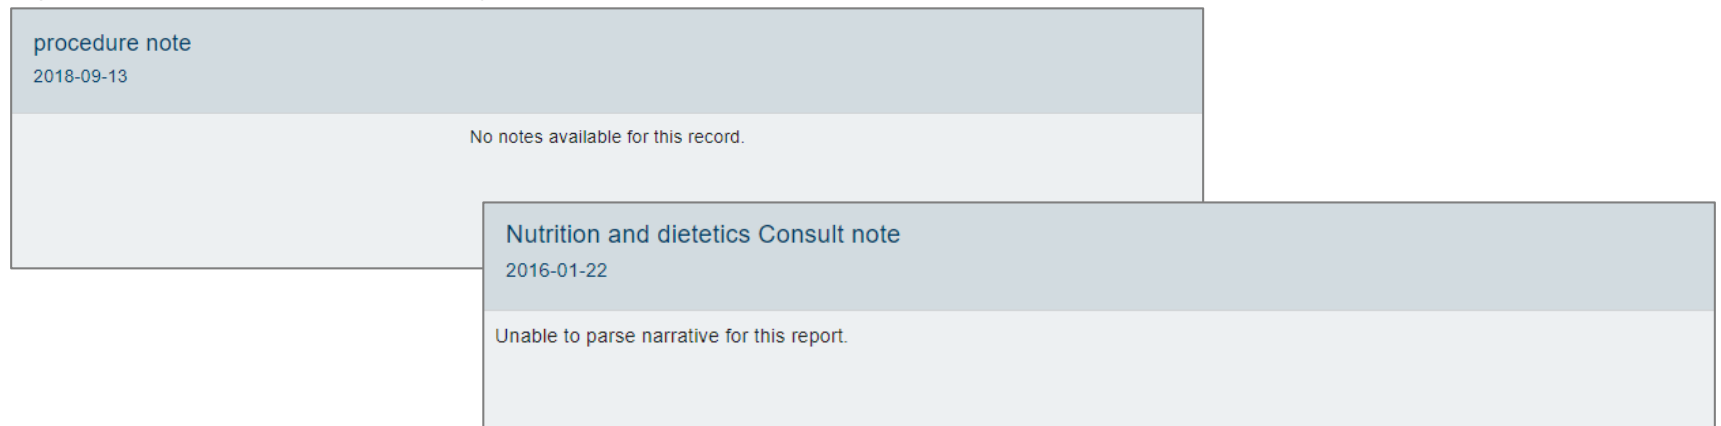 procedure note
2018-09-13
No notes available for this record.
Nutrition and dietetics Consult note
2016-01-22
Unable to parse narrative for this report.